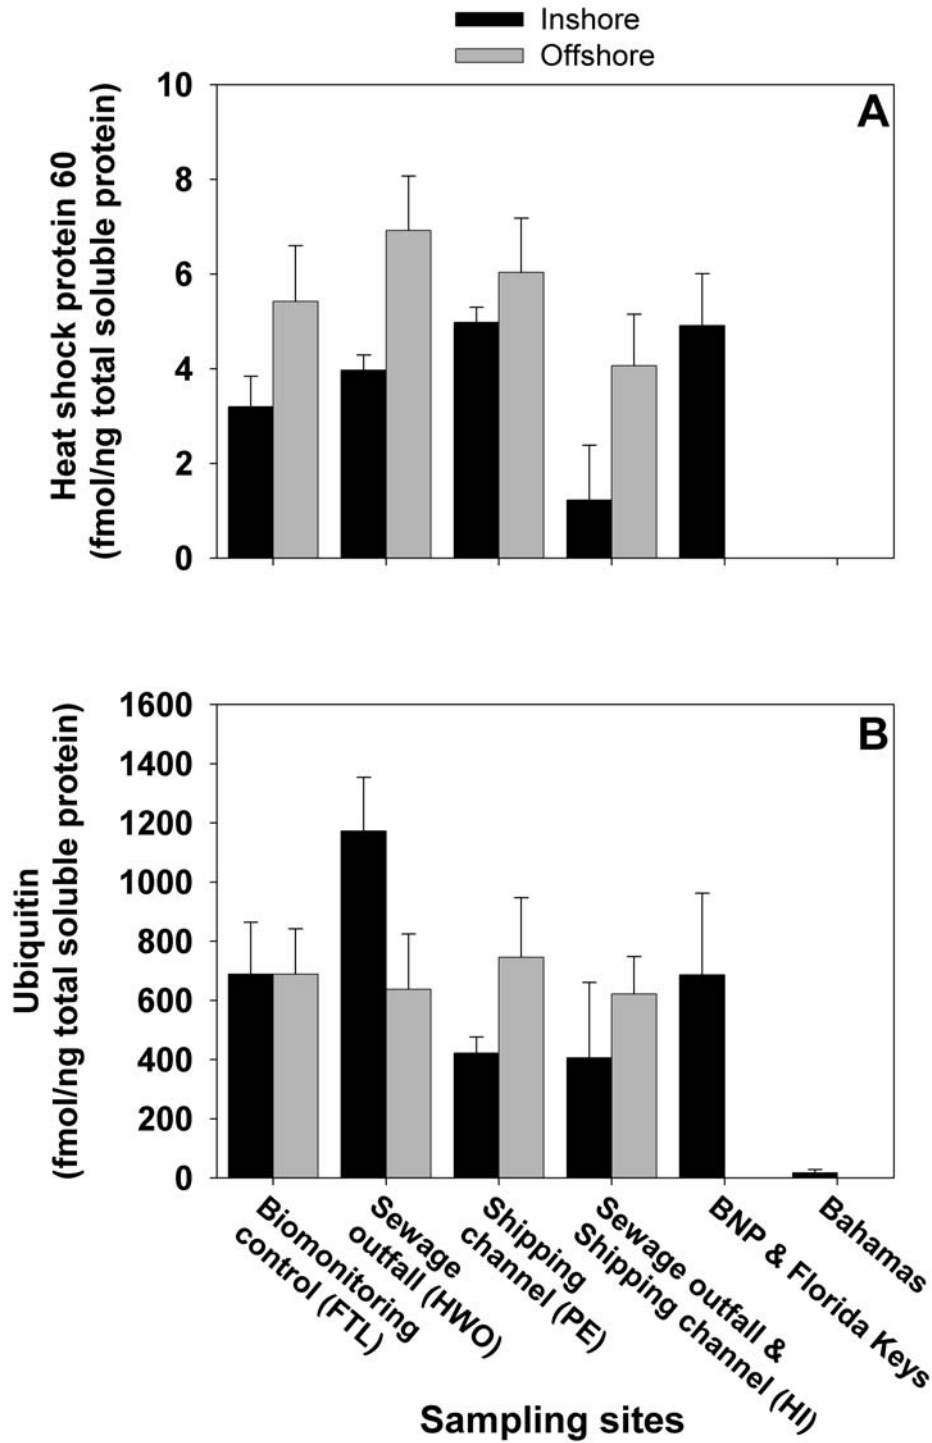 Inshore
Offshore
A
Heat shock protein 60
(fmol/ng total soluble protein)
10
8
6
4
2
0
B
Ubiquitin
(fmol/ng total soluble protein)
1600
1400
1200
1000
800
600
400
200
0
Biomonitoring
control (FTL)
Sewage
outfall (HWO)
Shipping
channel (PE)
Sewage outfall &
Shipping channel (HI)
BNP & Florida Keys
Bahamas
Sampling sites